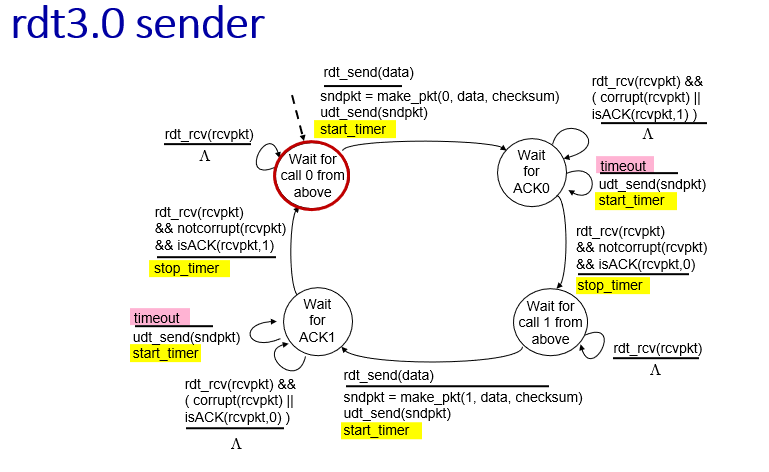 rdt3.0 sender
rdt_send(data)
sndpkt = make_pkt(0, data, checksum)
udt_send(sndpkt)
start_timer
rdt_rcv(rcvpkt) &&
( corrupt(rcvpkt) ||
isACK(rcvpkt,1) )
Λ
rdt_rcv(rcvpkt)
Λ
Wait for
call 0 from
above
Wait
for
ACK0
timeout
udt_send(sndpkt)
start_timer
rdt_rcv(rcvpkt)
&& notcorrupt(rcvpkt)
&& isACK(rcvpkt,1)
stop_timer
rdt_rcv(rcvpkt)
&& notcorrupt(rcvpkt)
&& isACK(rcvpkt,0)
stop_timer
timeout
udt_send(sndpkt)
start_timer
Wait
for
ACK1
Wait for
call 1 from
above
rdt_rcv(rcvpkt)
Λ
rdt_rcv(rcvpkt) &&
( corrupt(rcvpkt) ||
isACK(rcvpkt,0) )
Λ
rdt_send(data)
sndpkt = make_pkt(1, data, checksum)
udt_send(sndpkt)
start_timer